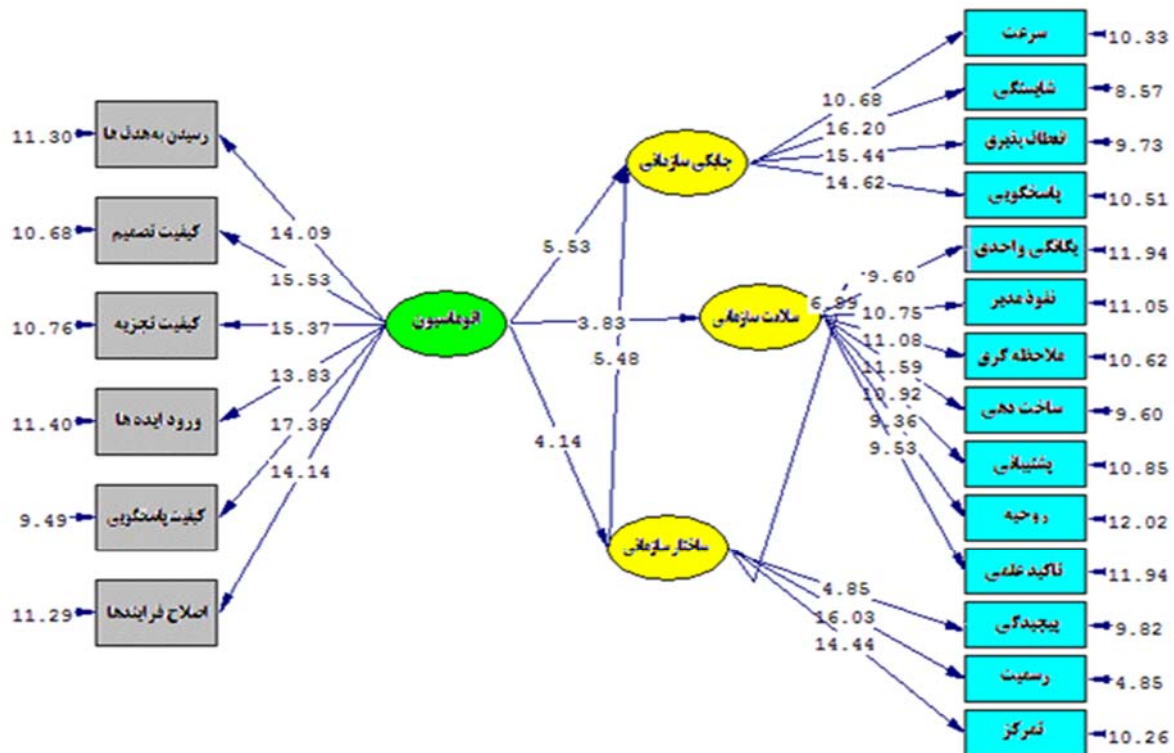 11.30
رسیدن به هدف ها
10.68
کیفیت تصمیم
10.76
کیفیت تجزیه
11.40
ورود ایده ها
9.49
کیفیت پاسخگویی
11.29
اصلاح فرایندها
14.09
15.53
15.37
13.83
17.38
14.14
اتوماسیون
5.53
3.83
5.48
4.14
چابکی سازمانی
سلامت سازمانی
ساختار سازمانی
10.68
16.20
15.44
14.62
9.60
6.89
10.75
11.08
11.59
10.92
9.36
9.53
4.85
16.03
14.44
سرعت
10.33
شایستگی
8.57
انعطاف پذیری
9.73
پاسخگویی
10.51
یگانگی واحدی
11.94
نفوذ مدیر
11.05
ملاحظه گری
10.62
ساخت دهی
9.60
پشتیبانی
10.85
روحیه
12.02
تاکید علمی
11.94
پیچیدگی
9.82
رسمیت
4.85
تمرکز
10.26